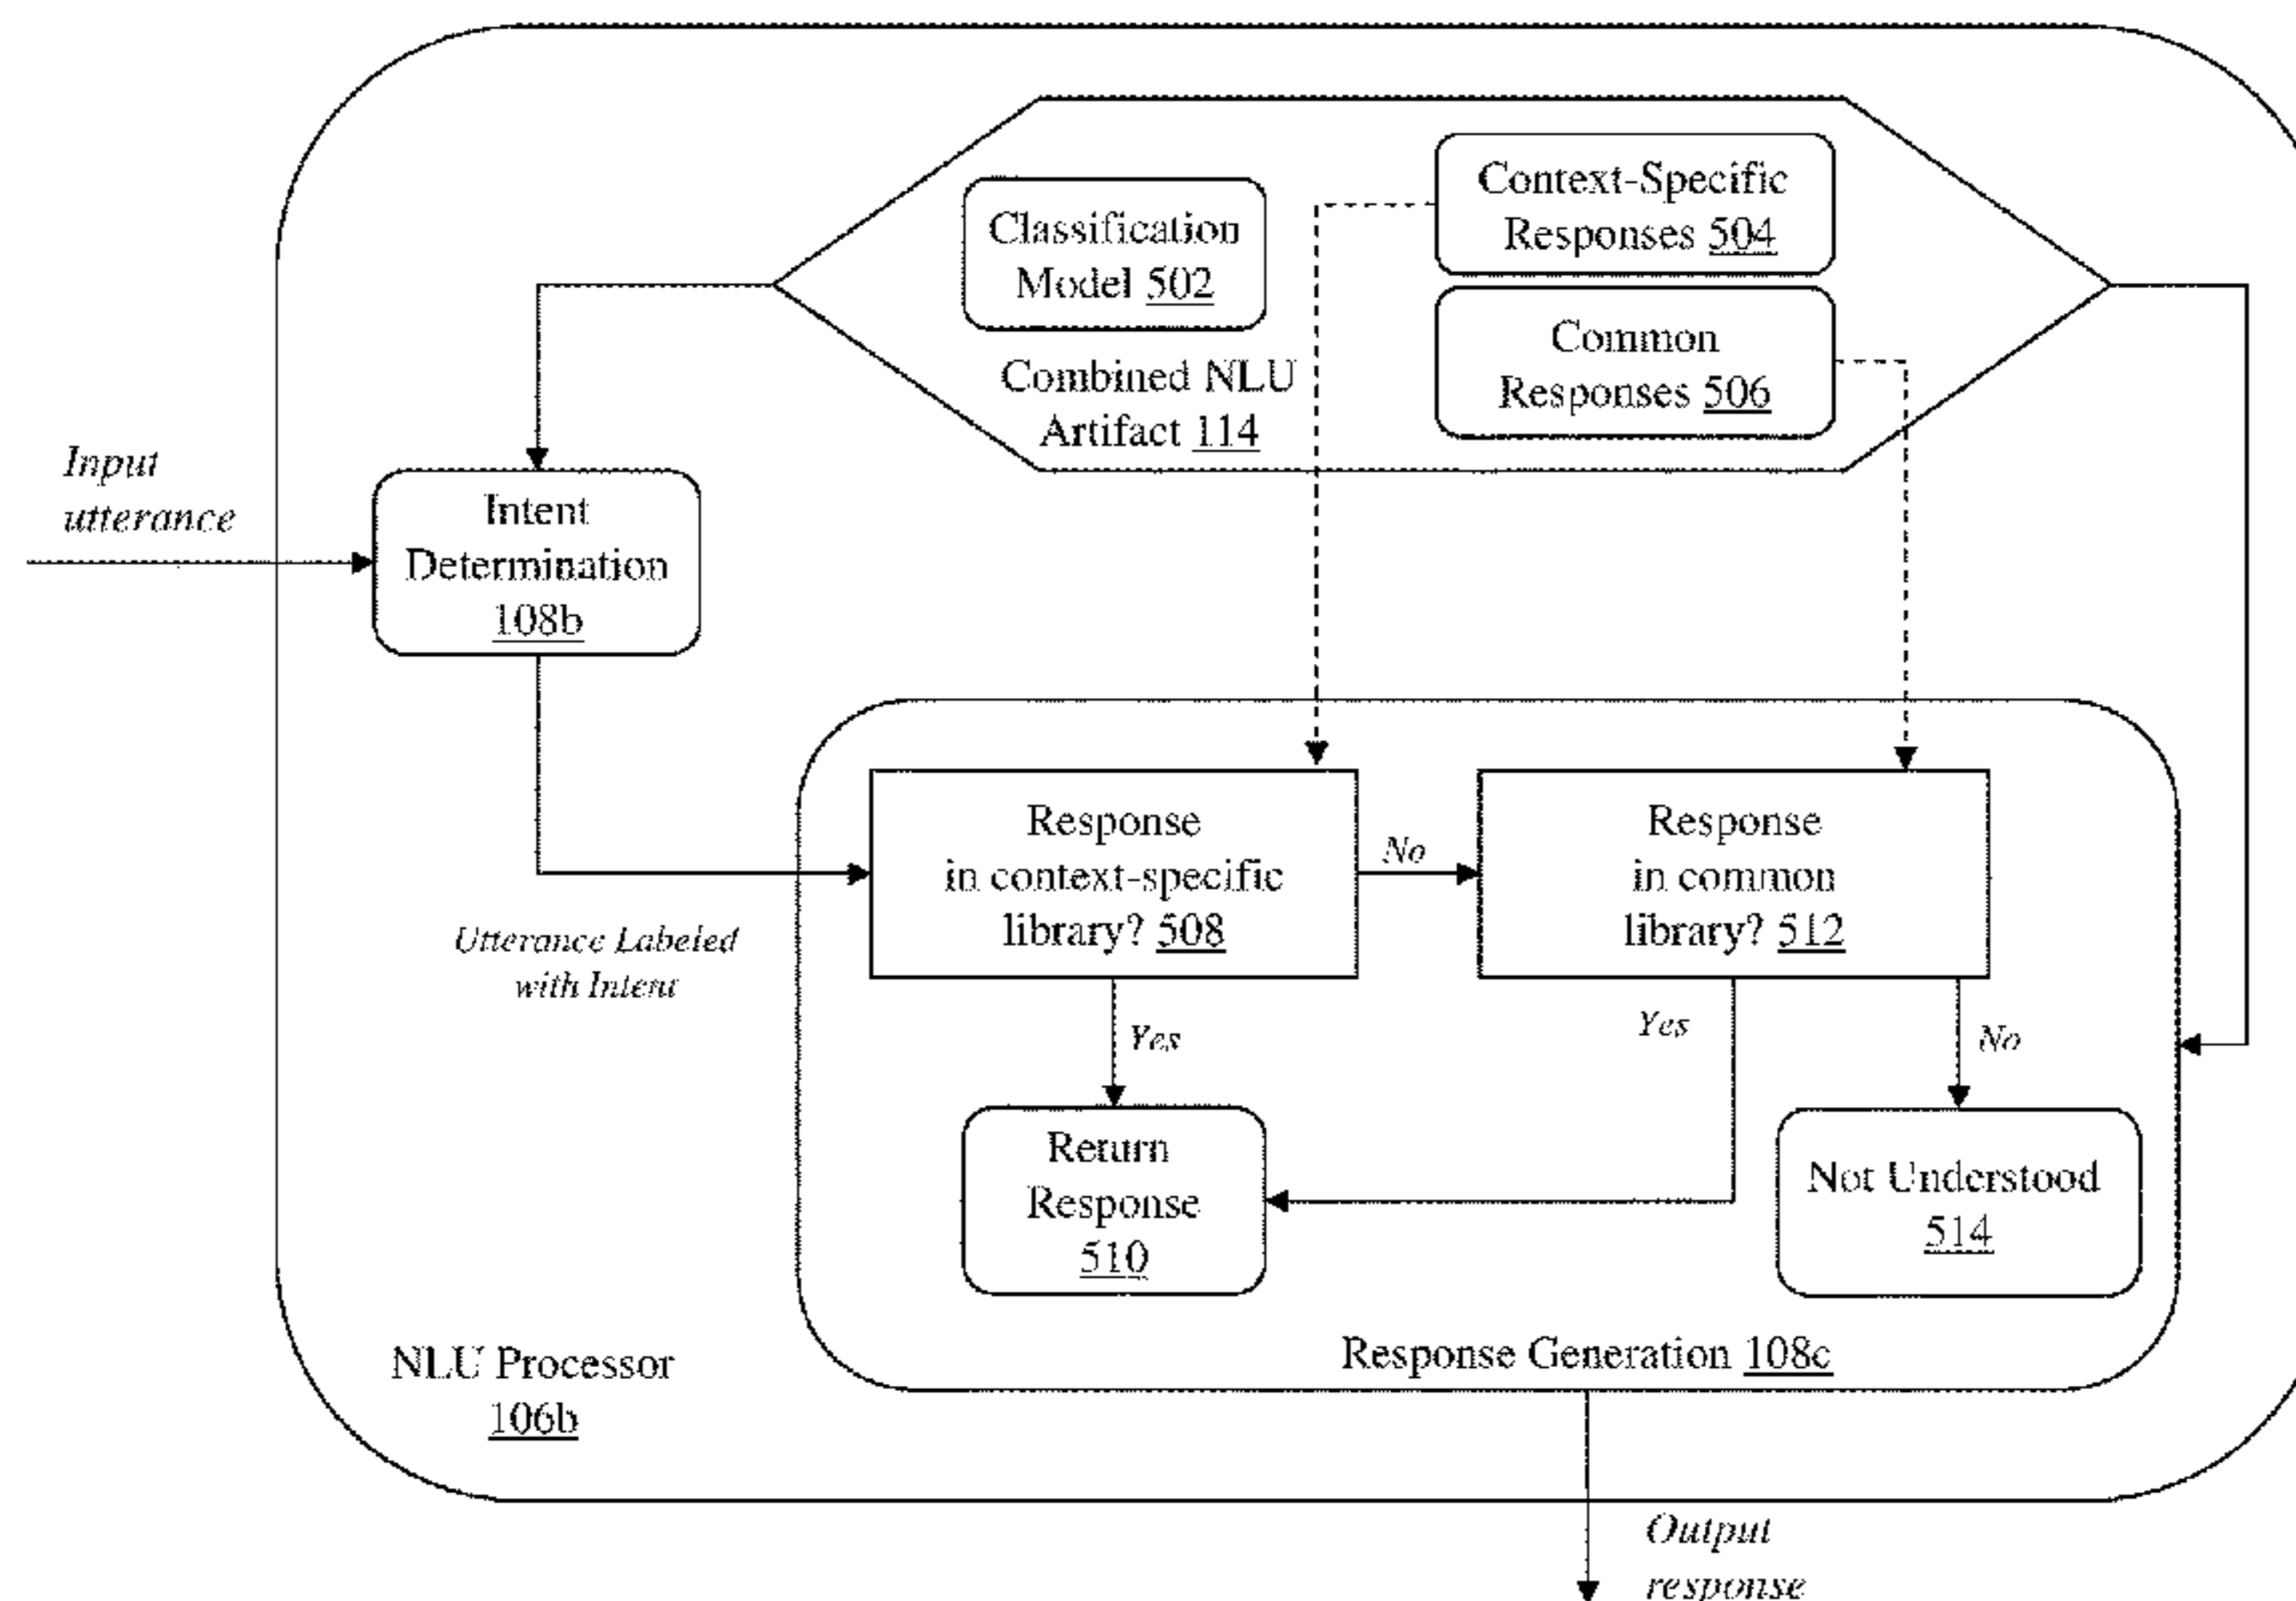 Context-Specific
Responses 504
Classification
Model 502
Common
Responses 506
Combined NLU
Artifact 114
Input
utterance
Intent
Determination
108b
Response
in context-specific
library? 508
No
Response
in common
library? 512
Utterance Labeled
with Intent
Yes
Yes
No
Return
Response
510
Not Understood
514
Response Generation 108c
NLU Processor
106b
Output
response